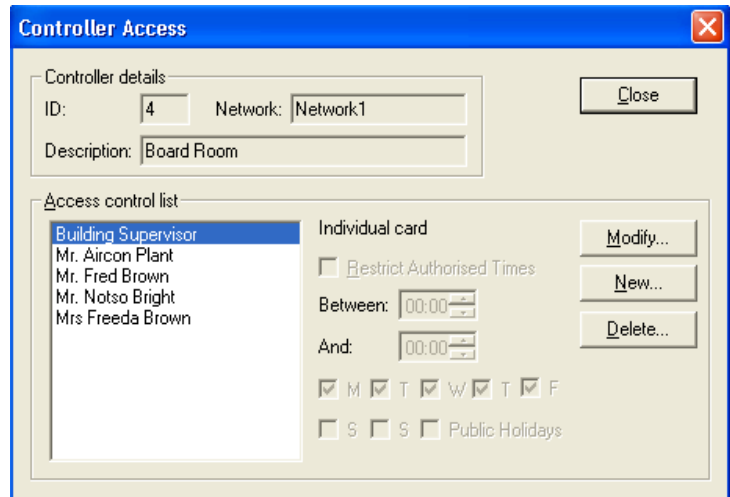 Controller Access
Controller details
ID: 4 Network: Network1
Close
Description: Board Room
Access control list
Building Supervisor
Mr. Aircon Plant
Mr. Fred Brown
Mr. Notso Bright
Mrs Freeda Brown
Individual card
Restrict Authorised Times
Between: 00:00
And: 00:00
M T W T F
S S Public Holidays
Modify...
New...
Delete...